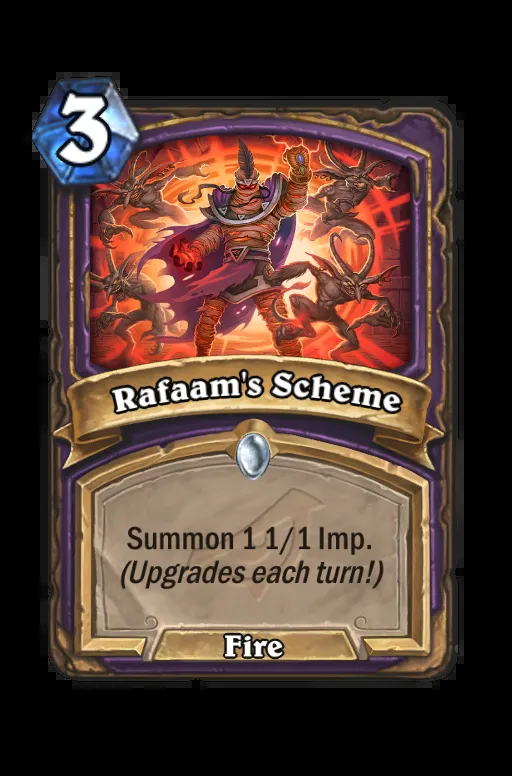 3
Rafaam's Scheme
Summon 1 1/1 Imp.
(Upgrades each turn!)
Fire